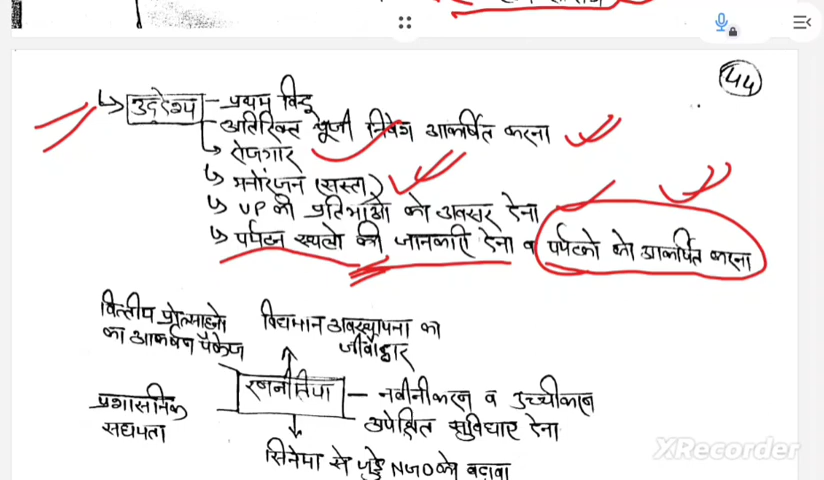 44
उद्देश्य - प्रथम बिंदु
अतिरिक्त पूंजी निवेश आकर्षित करना
रोजगार
मनोरंजन (सस्ता)
UP की प्रतिभाओ को अवसर देना
पर्यटन स्थलो की जानकारी देना व पर्यटको को आकर्षित करना
वित्तीय प्रोत्साहनो का आकर्षण पैकेज
विद्यमान अवस्थापना का जीर्वोद्वार
प्रशासनिक सहायता
रणनीतियां - नवीनीकरण व उच्चीकरण
अपेक्षित सुविधाए देना
सिनेमा से जुड़े NGO को बढ़ावा
XRecorder